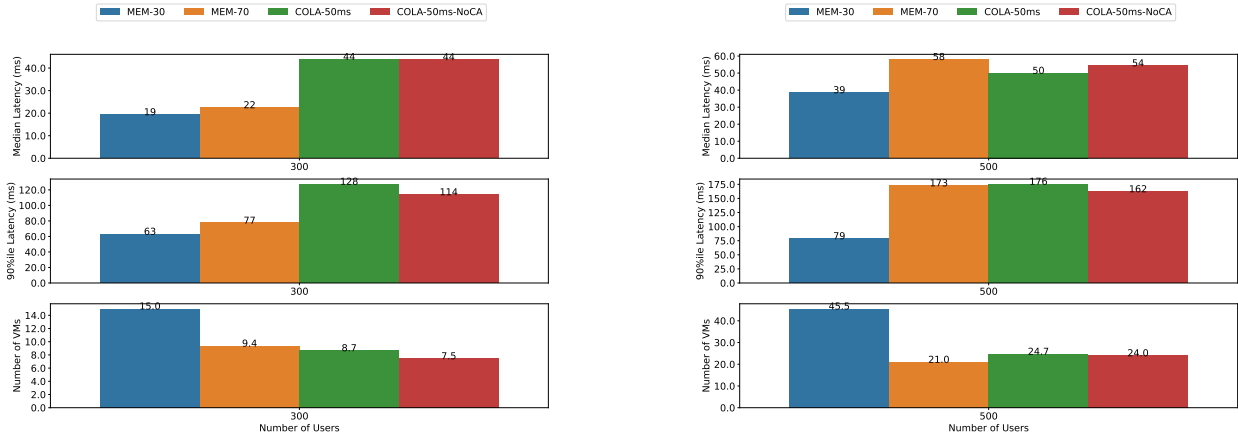 MEM-30 MEM-70 COLA-50ms COLA-50ms-NoCA
Median Latency (ms)
40.0
30.0
20.0
10.0
0.0
19 22 44 44
300
90%ile Latency (ms)
120.0
100.0
80.0
60.0
40.0
20.0
0.0
63 77 128 114
300
Number of VMs
14.0
12.0
10.0
8.0
6.0
4.0
2.0
0.0
15.0 9.4 8.7 7.5
300
Number of Users
MEM-30 MEM-70 COLA-50ms COLA-50ms-NoCA
Median Latency (ms)
60.0
50.0
40.0
30.0
20.0
10.0
0.0
39 58 50 54
500
90%ile Latency (ms)
175.0
150.0
125.0
100.0
75.0
50.0
25.0
0.0
79 173 176 162
500
Number of VMs
40.0
30.0
20.0
10.0
0.0
45.5 21.0 24.7 24.0
500
Number of Users